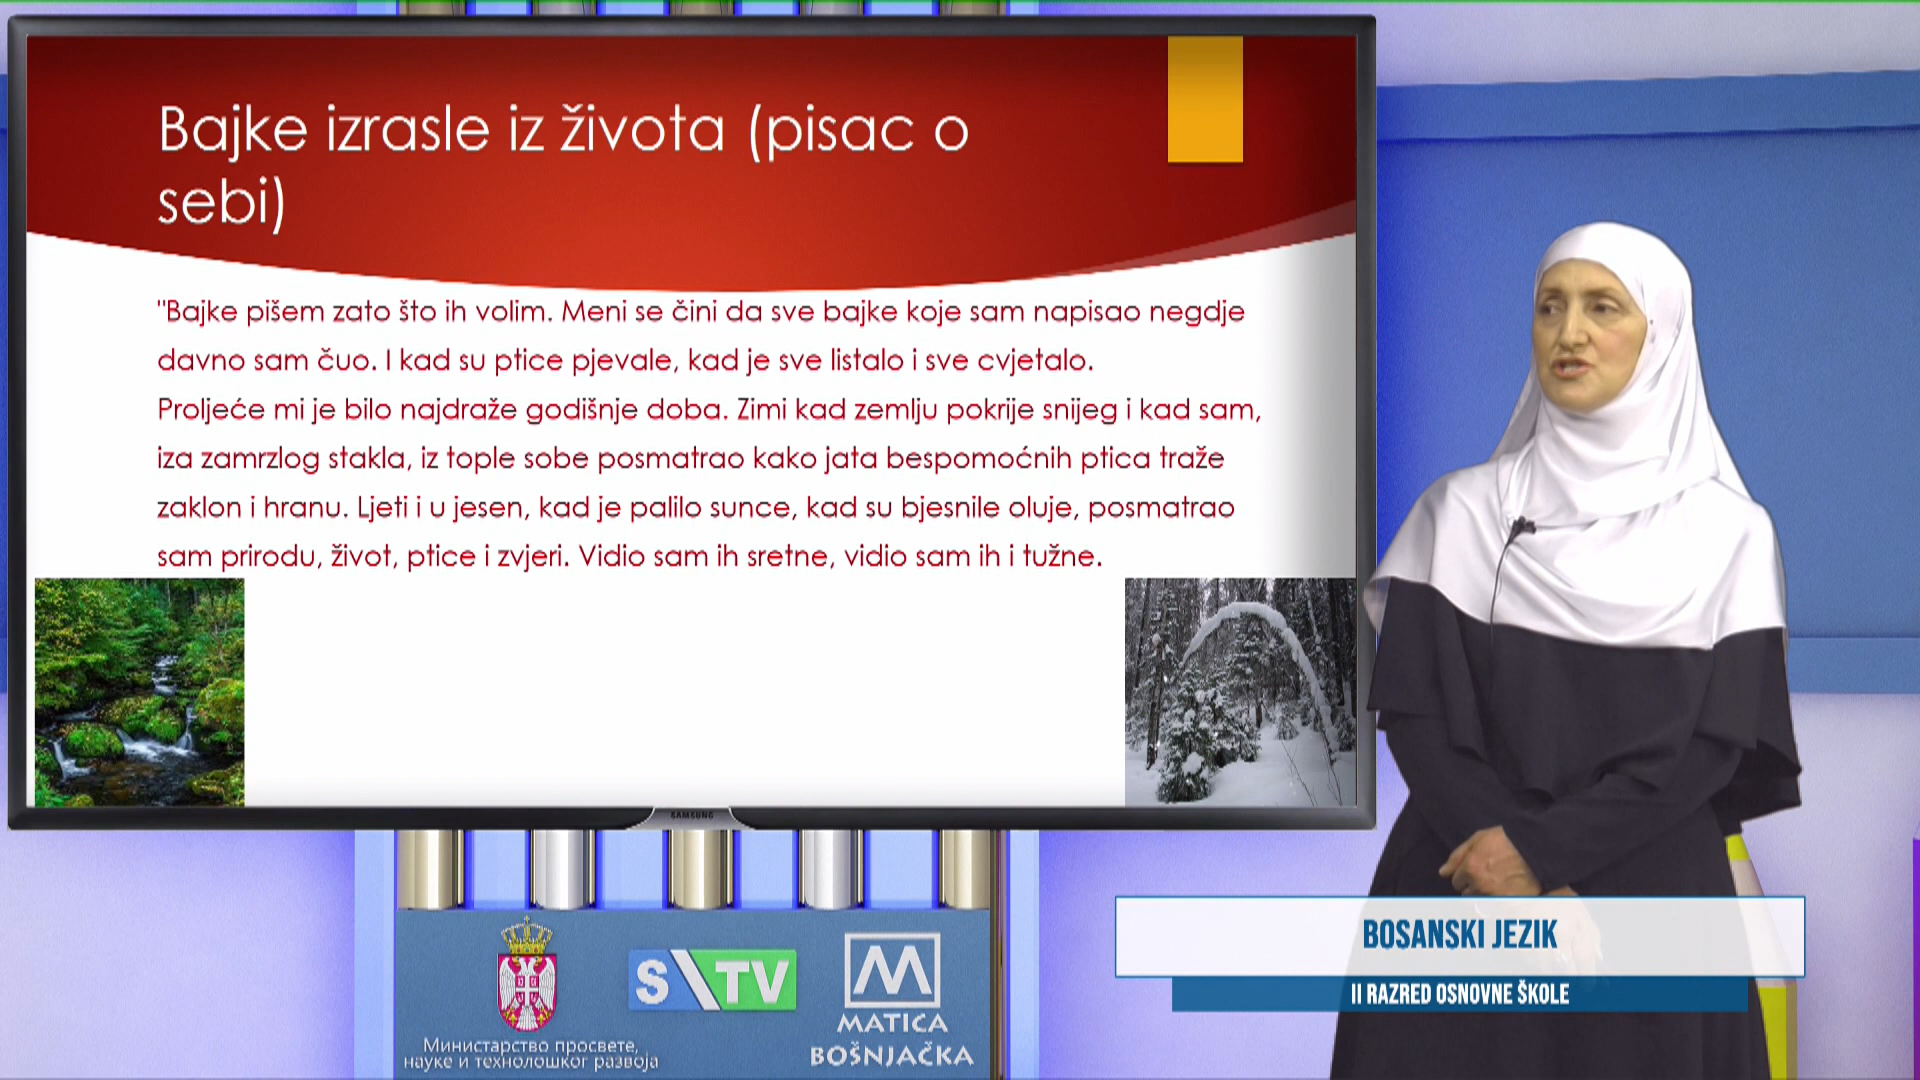 Bajke izrasle iz života (pisac o
sebi)
"Bajke pišem zato što ih volim. Meni se čini da sve bajke koje sam napisao negdje
davno sam čuo. I kad su ptice pjevale, kad je sve listalo i sve cvjetalo.
Proljeće mi je bilo najdraže godišnje doba. Zimi kad zemlju pokrije snijeg i kad sam,
iza zamrzlog stakla, iz tople sobe posmatrao kako jata bespomoćnih ptica traže
zaklon i hranu. Ljeti i u jesen, kad je palilo sunce, kad su bjesnile oluje, posmatrao
sam prirodu, život, ptice i zvjeri. Vidio sam ih sretne, vidio sam ih i tužne.
SAMSUNG
BOSANSKI JEZIK
II RAZRED OSNOVNE ŠKOLE
Министарство просвете,
науке и технолошког развоја
S TV
MATICA
BOŠNJAČKA